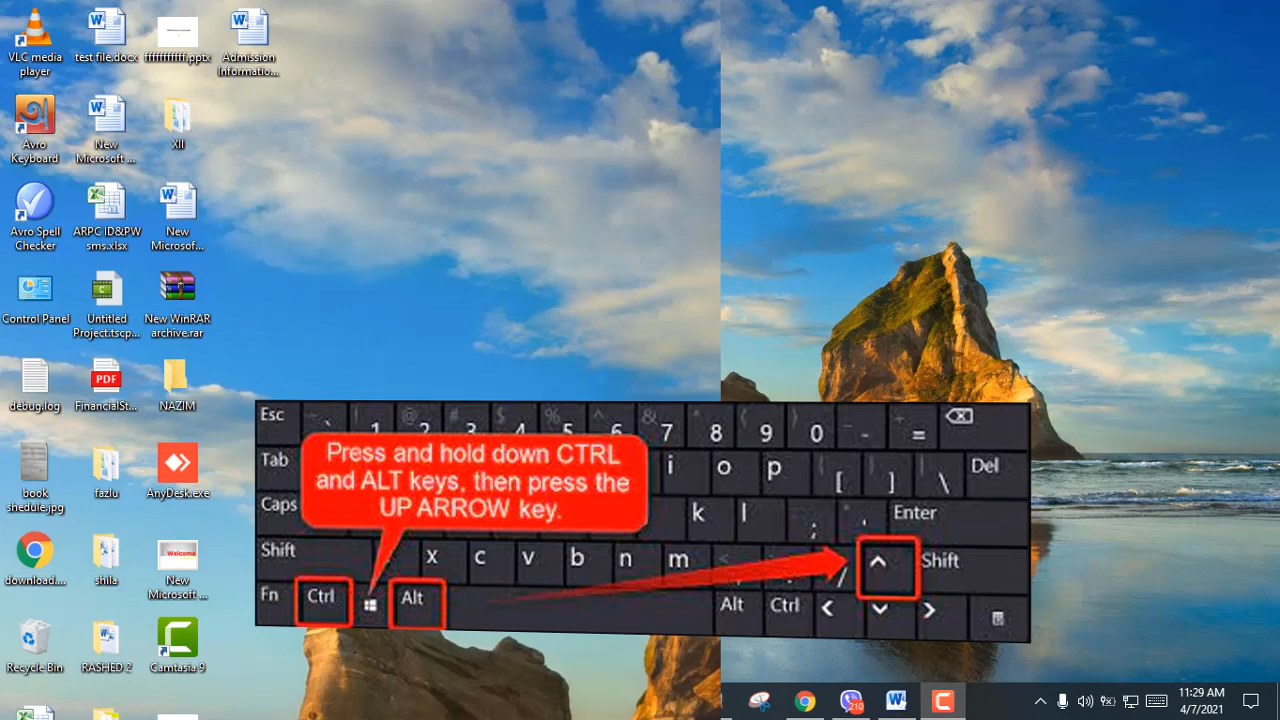 VLC media
player
test file.docx
fffffffffff.pptx
Admission
Informatio...
Avro
Keyboard
New
Microsoft ...
XII
Avro Spell
Checker
ARPC ID&PW
sms.xlsx
New
Microsof...
Control Panel
Untitled
Project.tscp...
New WinRAR
archive.rar
debug.log
PDF
FinancialSt...
NAZIM
book
shedule.jpg
fazlu
AnyDesk.exe
download....
shila
Welcome
New
Microsoft ...
Recycle Bin
RASHED 2
Camtasia 9
Press and hold down CTRL
and ALT keys, then press the
UP ARROW key.
Esc ~ ` ! 1 @ 2 # 3 $ 4 % 5 ^ 6 & 7 * 8 ( 9 ) 0 _ - + =
Tab i o p { [ } ] | \ Del
Caps k l : ; " ' Enter
Shift x c v b n m < , / ^ Shift
Fn Ctrl Alt Alt Ctrl < >
210
11:29 AM
4/7/2021